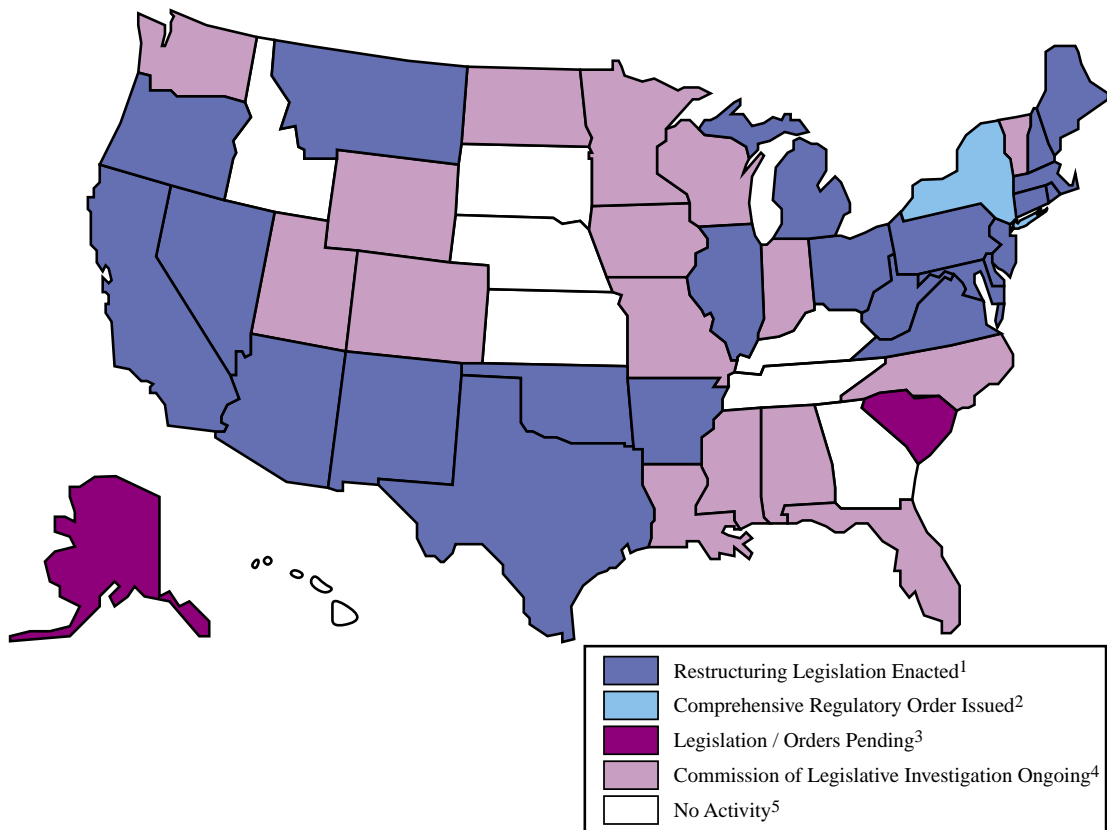 Restructuring Legislation Enacted1
Comprehensive Regulatory Order Issued2
Legislation / Orders Pending3
Commission of Legislative Investigation Ongoing4
No Activity5